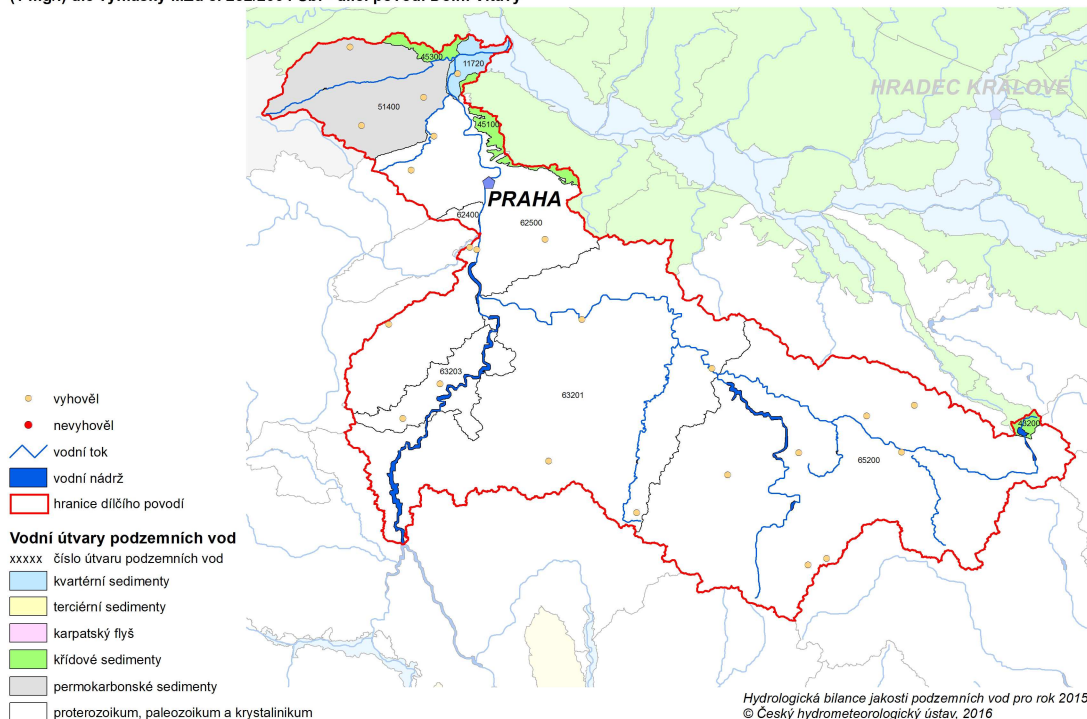 HRADEC KRÁLOVÉ
45300
11720
51400
45100
PRAHA
62400
62500
63203
63201
43200
65200
vyhověl
nevyhověl
vodní tok
vodní nádrž
hranice dílčího povodí
Vodní útvary podzemních vod
xxxxx číslo útvaru podzemních vod
kvartérní sedimenty
terciérní sedimenty
karpatský flyš
křídové sedimenty
permokarbonské sedimenty
proterozoikum, paleozoikum a krystalinikum
Hydrologická bilance jakosti podzemních vod pro rok 2015
© Český hydrometeorologický ústav, 2016